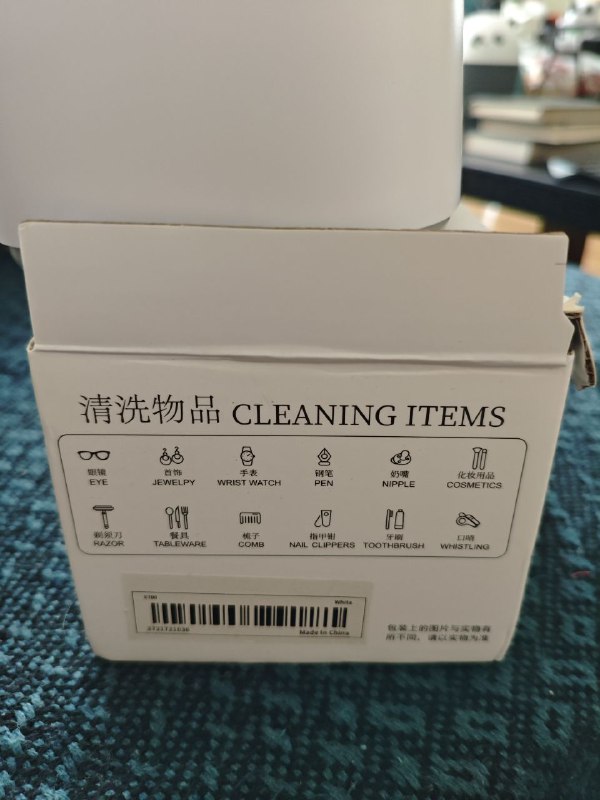 清洗物品 CLEANING ITEMS
眼镜 首饰 手表 钢笔 奶嘴 化妆用品
EYE JEWELPY WRIST WATCH PEN NIPPLE COSMETICS
剃须刀 餐具 梳子 指甲钳 牙刷 口哨
RAZOR TABLEWARE COMB NAIL CLIPPERS TOOTHBRUSH WHISTLING
White
Made In China
包装上的图片与实物有
所不同，请以实物为准